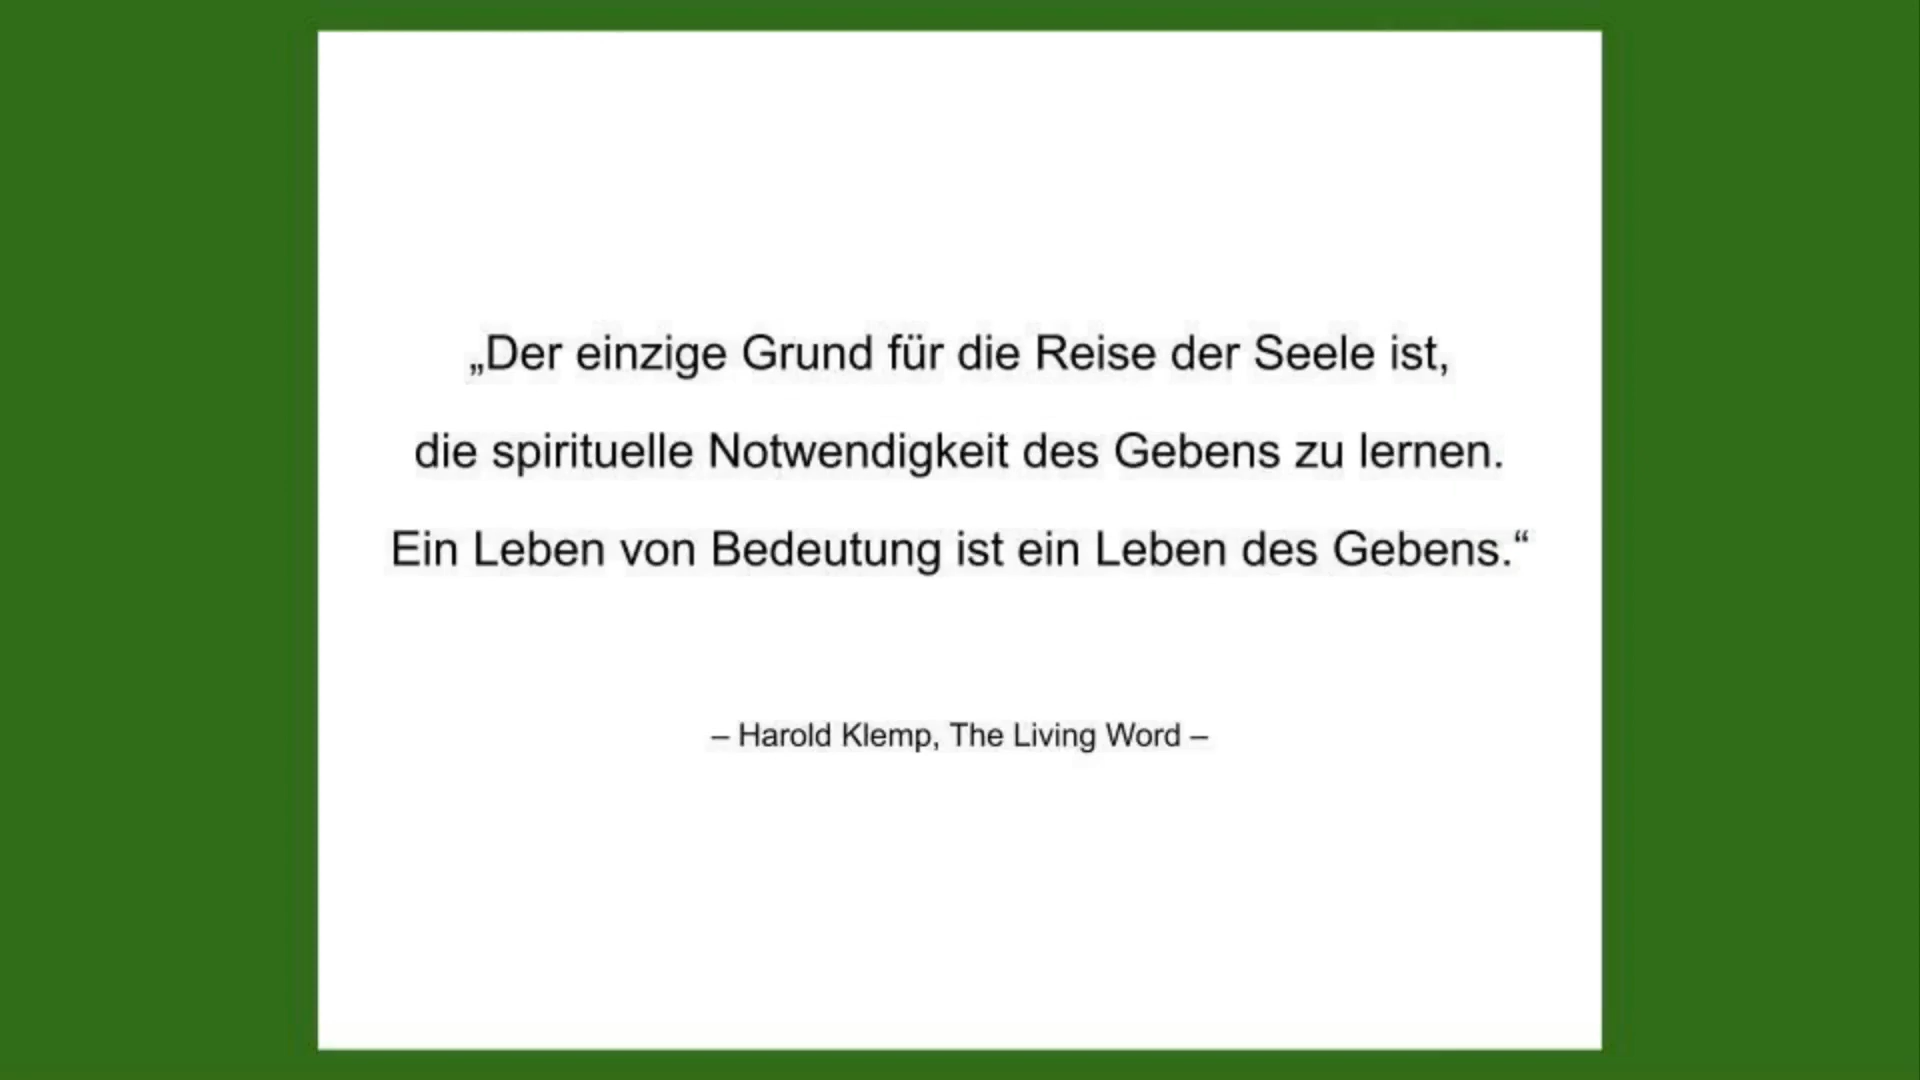 „Der einzige Grund für die Reise der Seele ist,
die spirituelle Notwendigkeit des Gebens zu lernen.
Ein Leben von Bedeutung ist ein Leben des Gebens.“
– Harold Klemp, The Living Word –